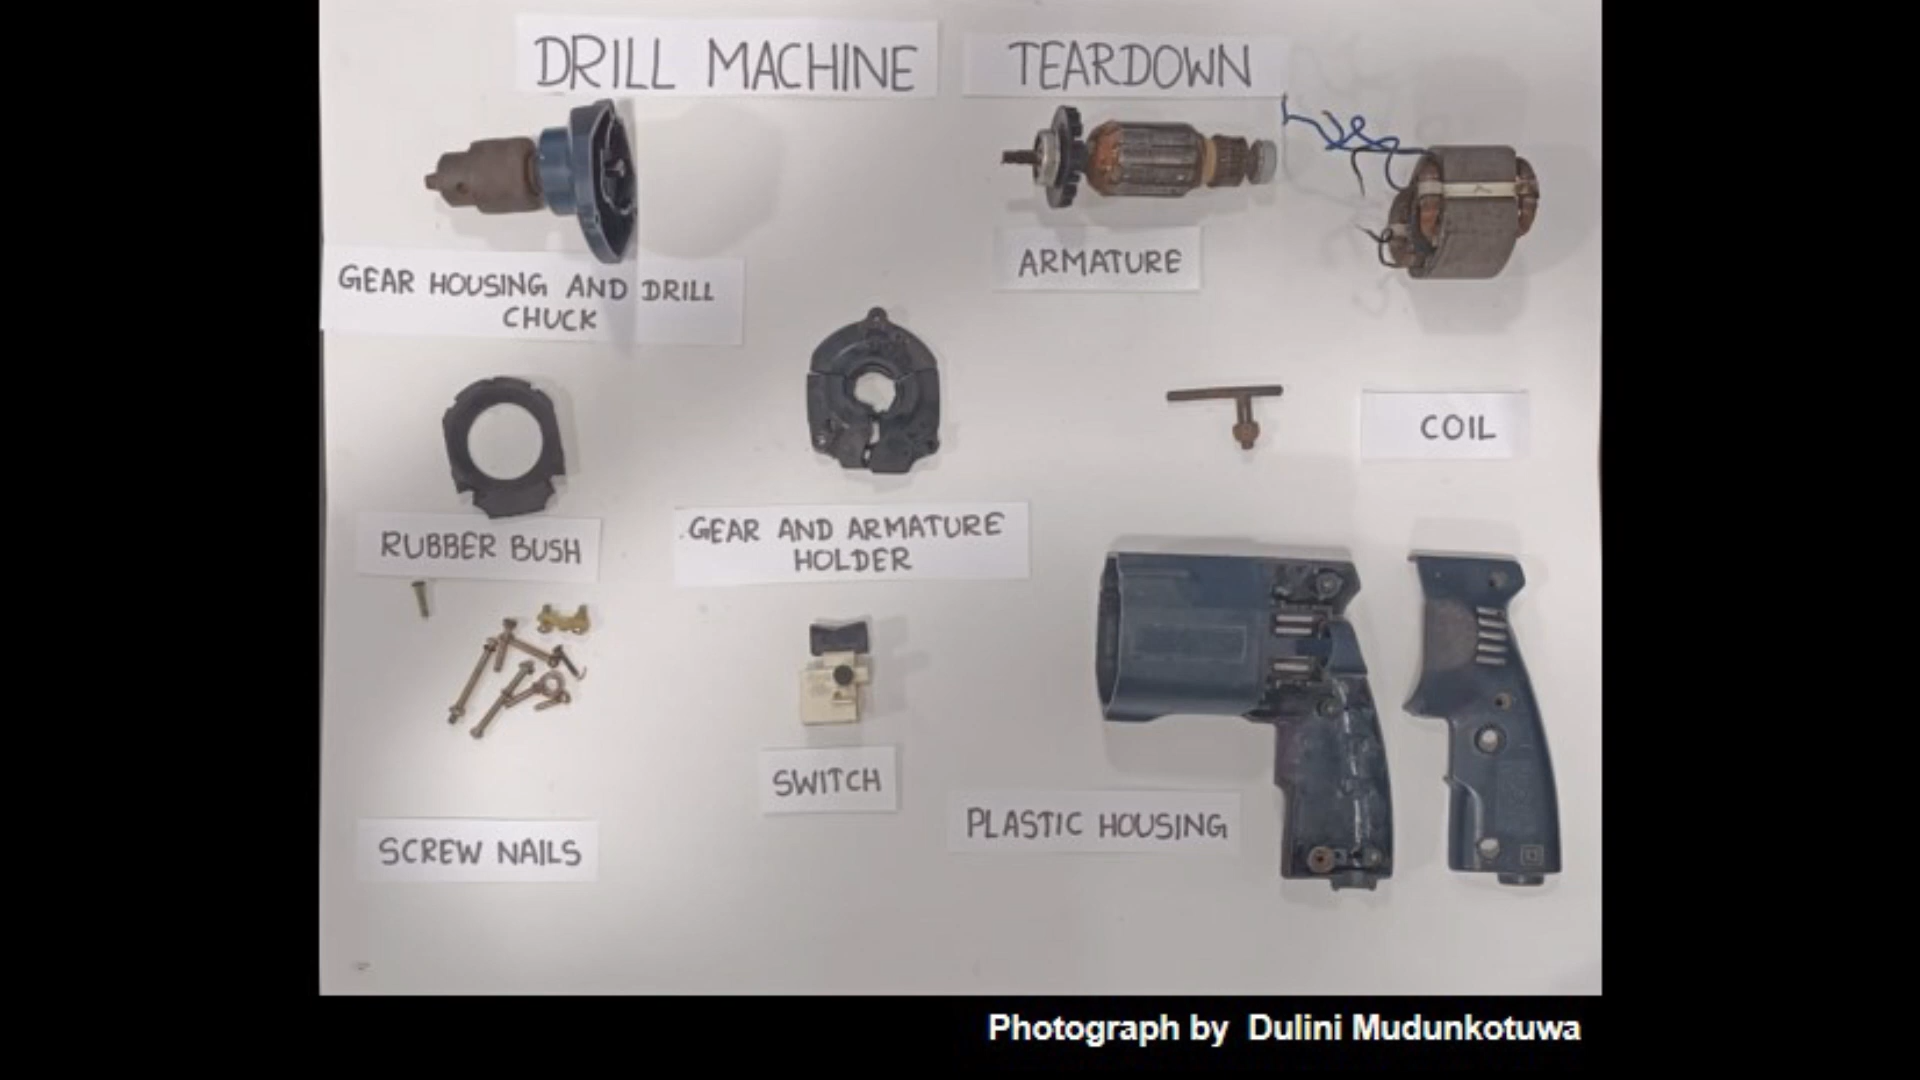 DRILL MACHINE TEARDOWN
GEAR HOUSING AND DRILL
CHUCK
ARMATURE
COIL
RUBBER BUSH
GEAR AND ARMATURE
HOLDER
SWITCH
PLASTIC HOUSING
SCREW NAILS
Photograph by Dulini Mudunkotuwa